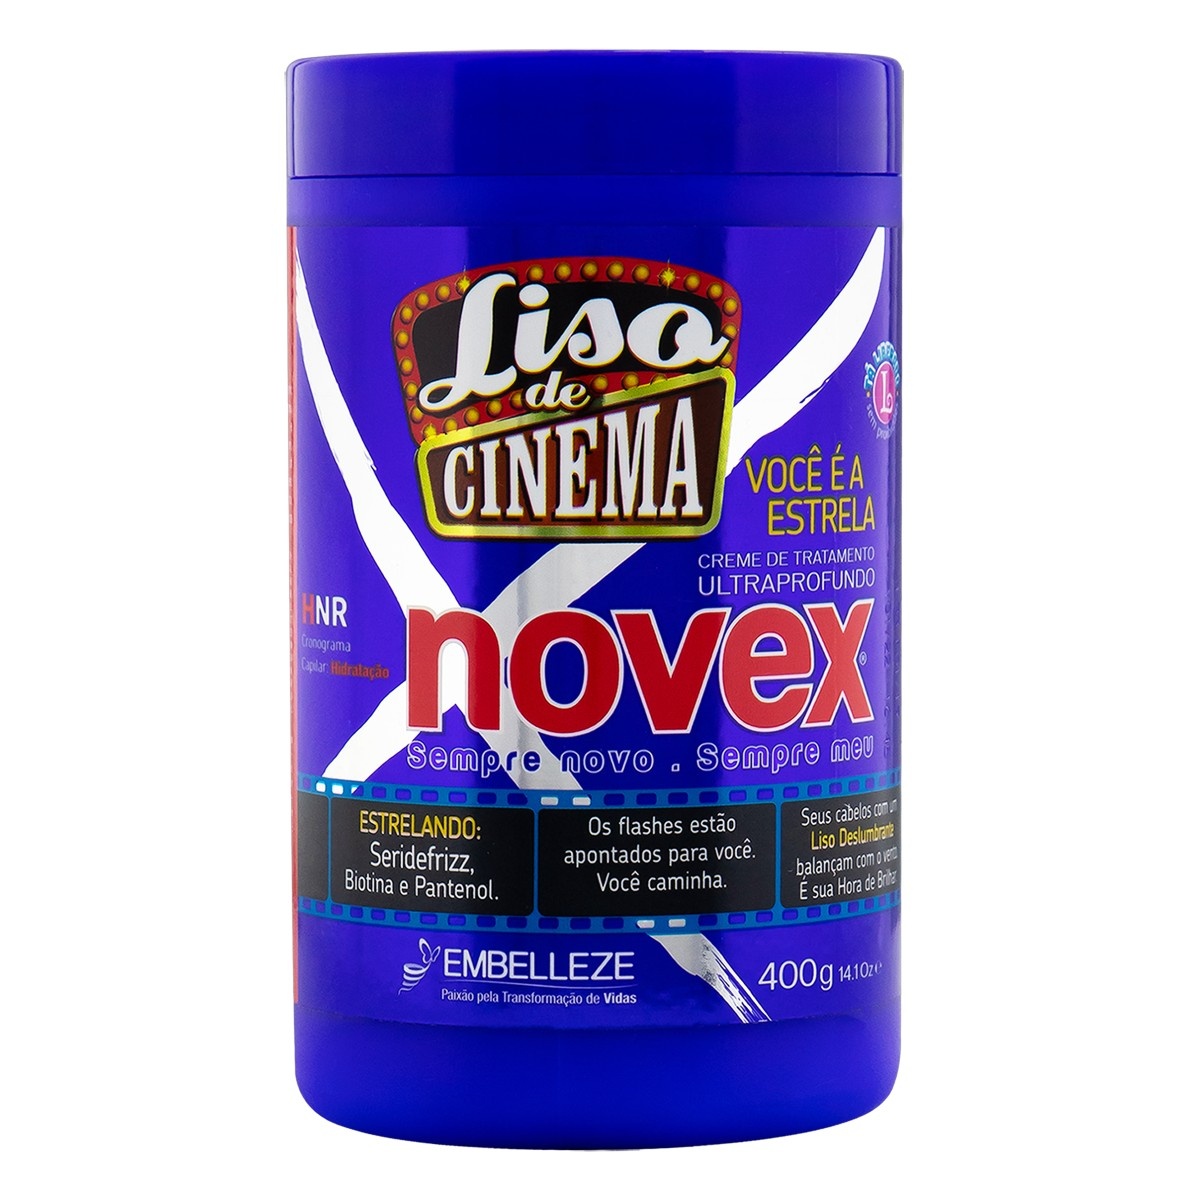 Liso
de
CINEMA
VOCÊ É A
ESTRELA
CREME DE TRATAMENTO
ULTRAPROFUNDO
HNR
Cronograma
Capilar: Hidratação
novex®
Sempre novo . Sempre meu
ESTRELANDO:
Seridefrizz,
Biotina e Pantenol.
Os flashes estão
apontados para você.
Você caminha.
Seus cabelos com um
Liso Deslumbrante
balançam com o vento.
É sua Hora de Brilhar
EMBELLEZE
Paixão pela Transformação de Vidas
400g 14.1Oz